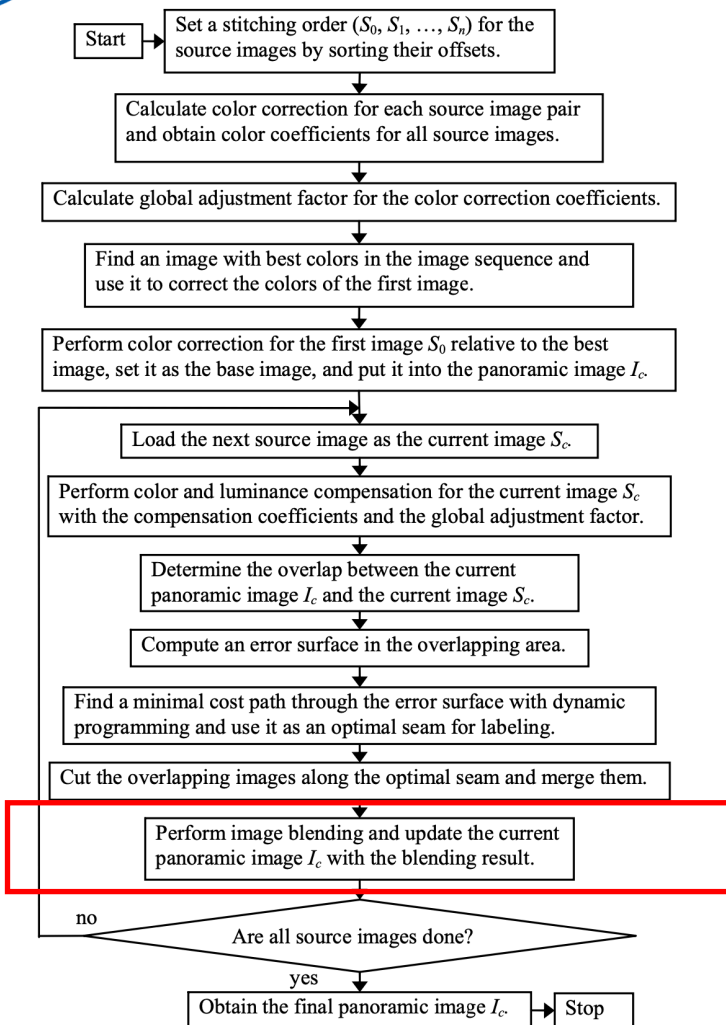 Start
Set a stitching order (S₀, S₁, …, Sₙ) for the
source images by sorting their offsets.
Calculate color correction for each source image pair
and obtain color coefficients for all source images.
Calculate global adjustment factor for the color correction coefficients.
Find an image with best colors in the image sequence and
use it to correct the colors of the first image.
Perform color correction for the first image S₀ relative to the best
image, set it as the base image, and put it into the panoramic image I꜀.
Load the next source image as the current image S꜀.
Perform color and luminance compensation for the current image S꜀
with the compensation coefficients and the global adjustment factor.
Determine the overlap between the current
panoramic image I꜀ and the current image S꜀.
Compute an error surface in the overlapping area.
Find a minimal cost path through the error surface with dynamic
programming and use it as an optimal seam for labeling.
Cut the overlapping images along the optimal seam and merge them.
Perform image blending and update the current
panoramic image I꜀ with the blending result.
no
Are all source images done?
yes
Obtain the final panoramic image I꜀.
Stop